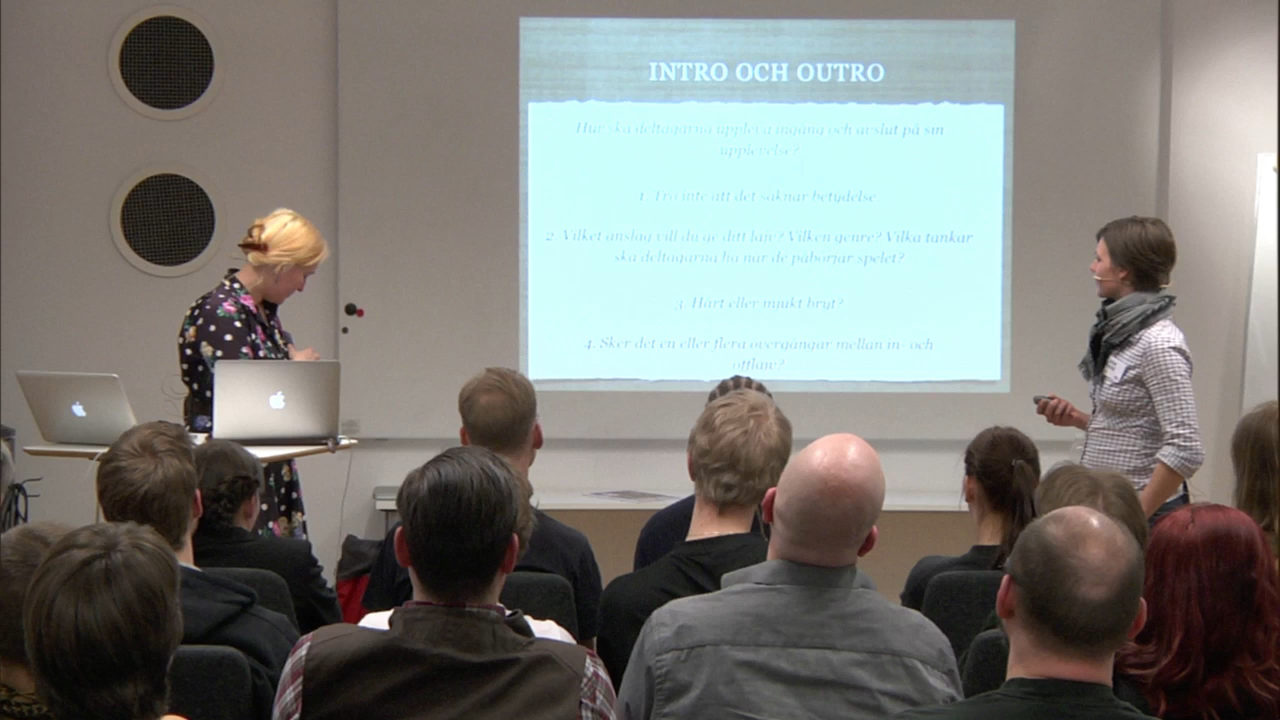 INTRO OCH OUTRO
Hur ska deltagarna uppleva ingång och avslut på sin
upplevelse?
1. Tro inte att det saknar betydelse
2. Vilket anslag vill du ge ditt lajv? Vilken genre? Vilka tankar
ska deltagarna ha när de påbörjar spelet?
3. Hårt eller mjukt bryt?
4. Sker det en eller flera övergångar mellan in- och
offlajv?